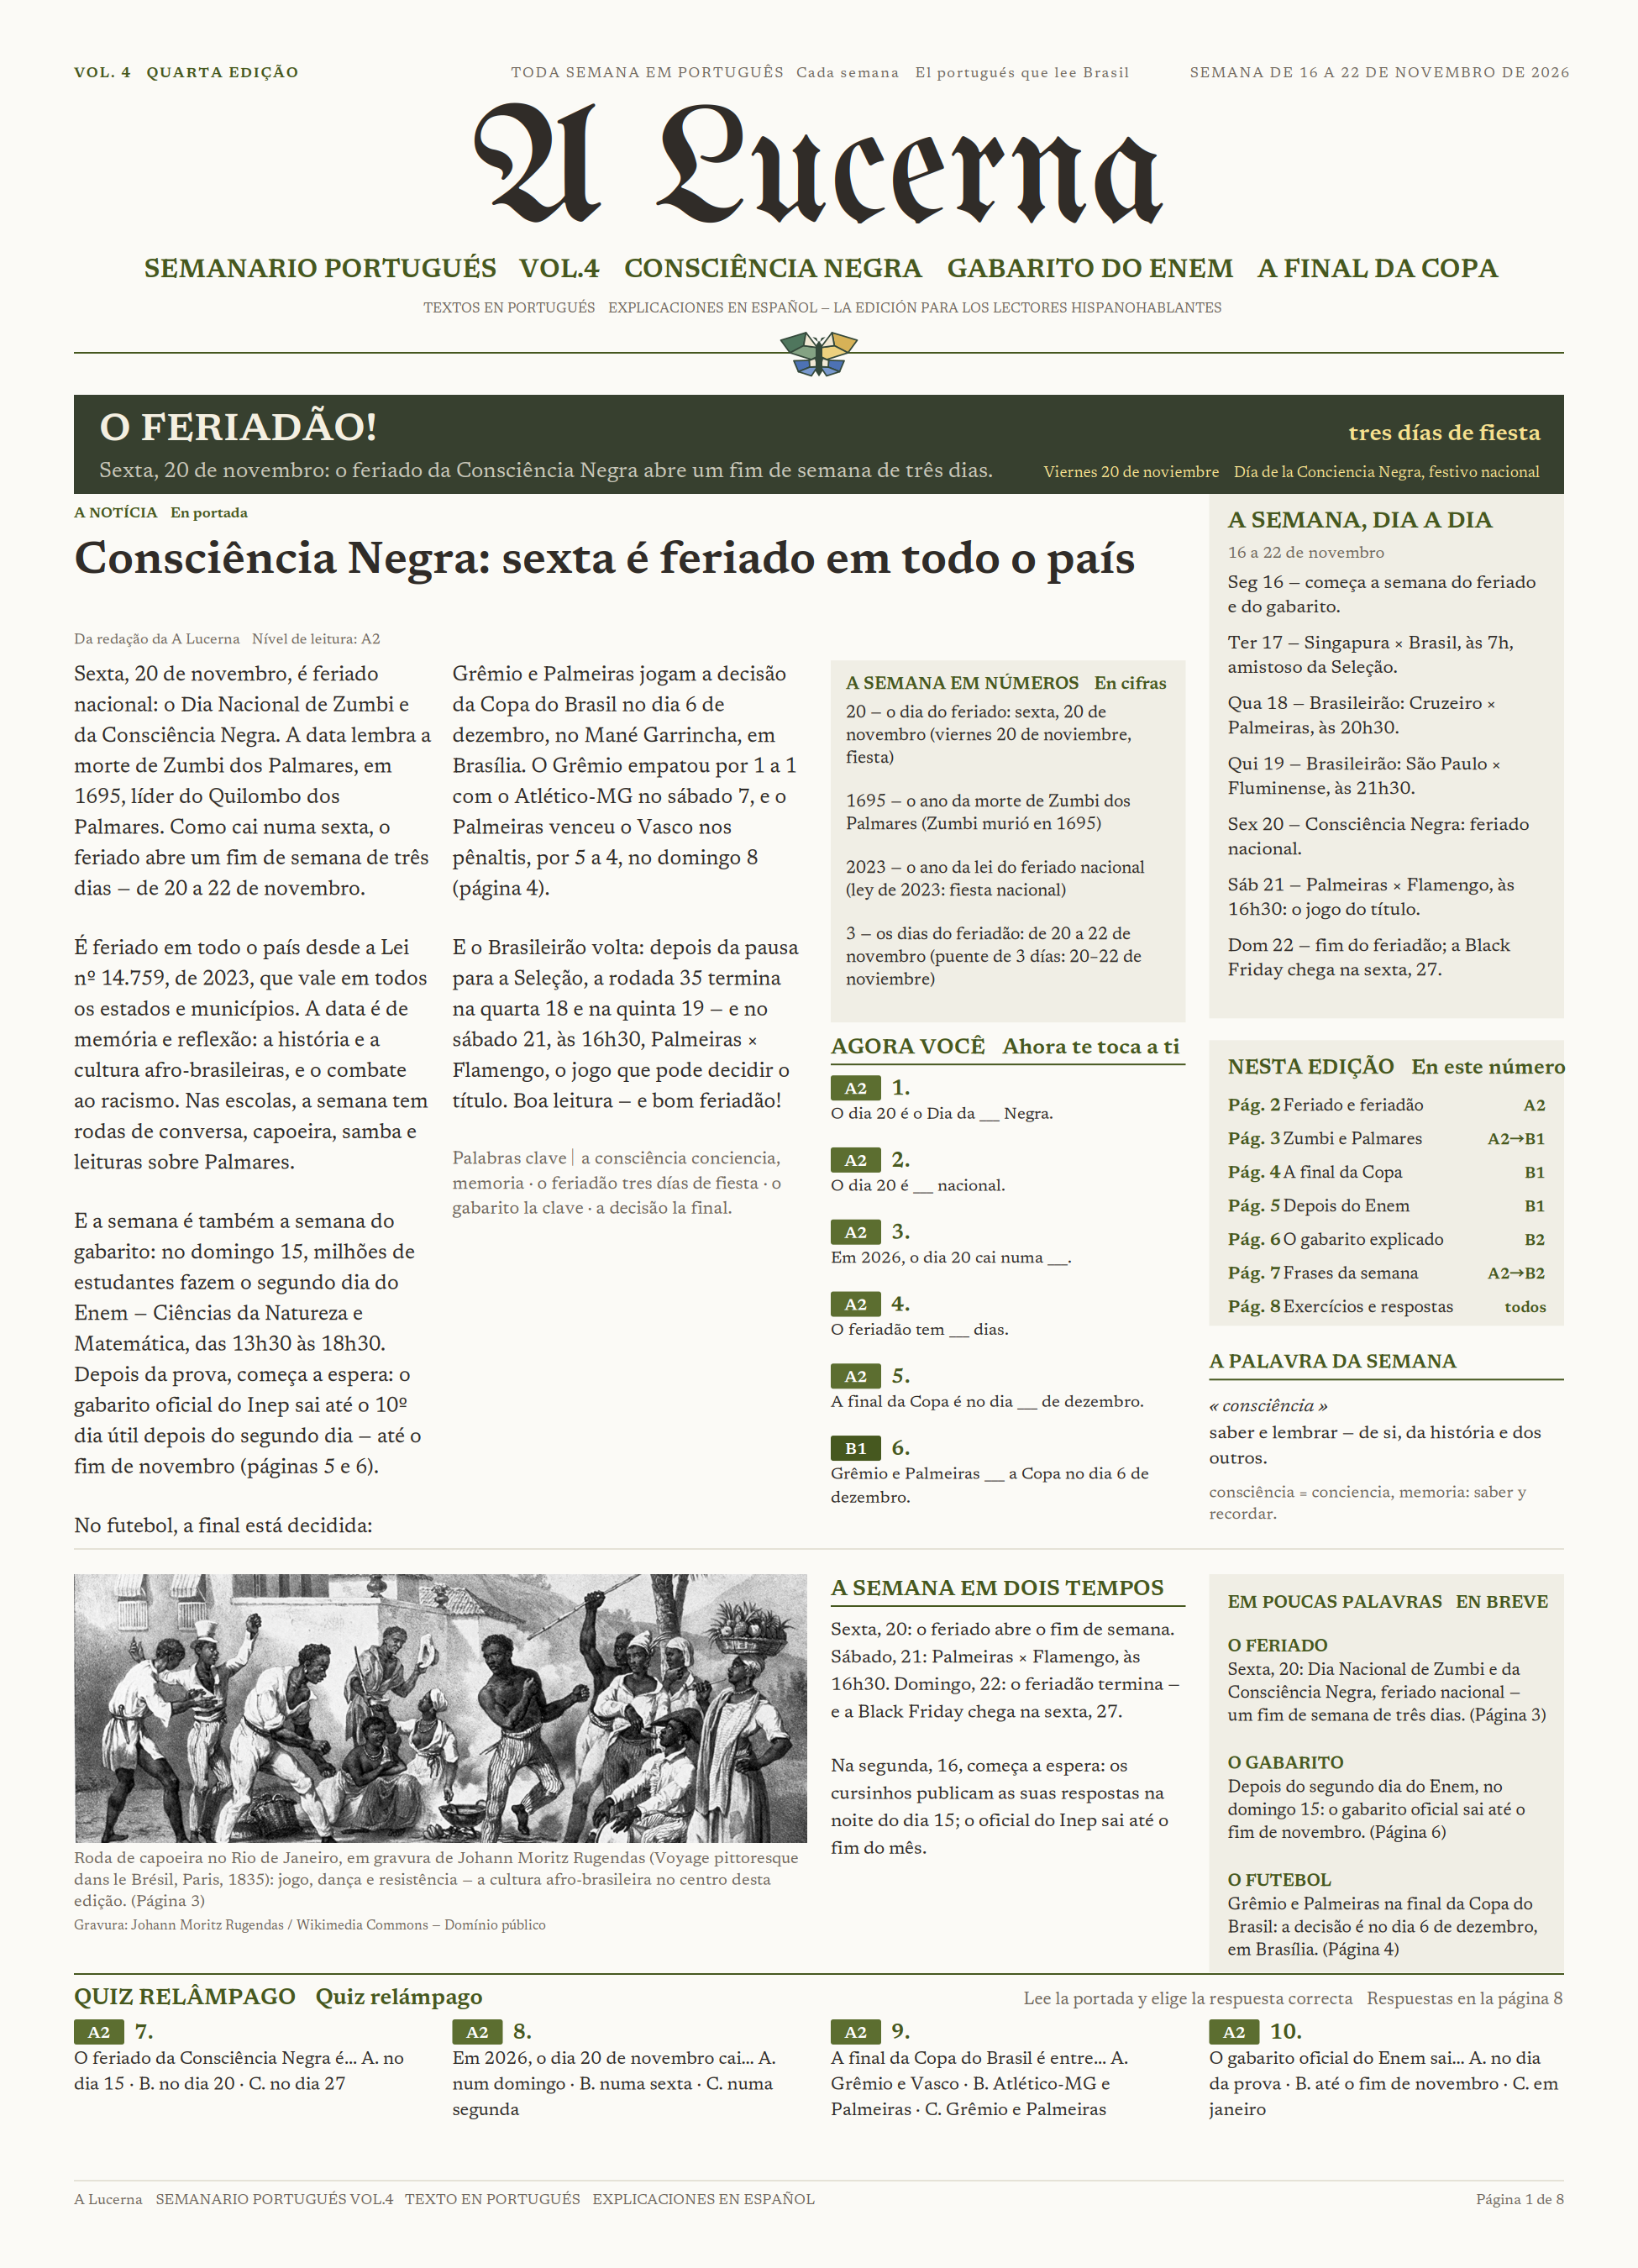 VOL. 4 QUARTA EDIÇÃO
TODA SEMANA EM PORTUGUÊS Cada semana El portugués que lee Brasil
SEMANA DE 16 A 22 DE NOVEMBRO DE 2026
A Lucerna
SEMANARIO PORTUGUÉS VOL.4 CONSCIÊNCIA NEGRA GABARITO DO ENEM A FINAL DA COPA
TEXTOS EN PORTUGUÉS EXPLICACIONES EN ESPAÑOL — LA EDICIÓN PARA LOS LECTORES HISPANOHABLANTES
O FERIADÃO!
tres días de fiesta
Sexta, 20 de novembro: o feriado da Consciência Negra abre um fim de semana de três dias.
Viernes 20 de noviembre Día de la Conciencia Negra, festivo nacional
A NOTÍCIA En portada
Consciência Negra: sexta é feriado em todo o país
Da redação da A Lucerna Nível de leitura: A2
Sexta, 20 de novembro, é feriado
nacional: o Dia Nacional de Zumbi e
da Consciência Negra. A data lembra a
morte de Zumbi dos Palmares, em
1695, líder do Quilombo dos
Palmares. Como cai numa sexta, o
feriado abre um fim de semana de três
dias — de 20 a 22 de novembro.
É feriado em todo o país desde a Lei
nº 14.759, de 2023, que vale em todos
os estados e municípios. A data é de
memória e reflexão: a história e a
cultura afro-brasileiras, e o combate
ao racismo. Nas escolas, a semana tem
rodas de conversa, capoeira, samba e
leituras sobre Palmares.
E a semana é também a semana do
gabarito: no domingo 15, milhões de
estudantes fazem o segundo dia do
Enem — Ciências da Natureza e
Matemática, das 13h30 às 18h30.
Depois da prova, começa a espera: o
gabarito oficial do Inep sai até o 10º
dia útil depois do segundo dia — até o
fim de novembro (páginas 5 e 6).
No futebol, a final está decidida:
Grêmio e Palmeiras jogam a decisão
da Copa do Brasil no dia 6 de
dezembro, no Mané Garrincha, em
Brasília. O Grêmio empatou por 1 a 1
com o Atlético-MG no sábado 7, e o
Palmeiras venceu o Vasco nos
pênaltis, por 5 a 4, no domingo 8
(página 4).
E o Brasileirão volta: depois da pausa
para a Seleção, a rodada 35 termina
na quarta 18 e na quinta 19 — e no
sábado 21, às 16h30, Palmeiras ×
Flamengo, o jogo que pode decidir o
título. Boa leitura — e bom feriadão!
Palabras clave | a consciência conciencia,
memoria · o feriadão tres días de fiesta · o
gabarito la clave · a decisão la final.
A SEMANA EM NÚMEROS En cifras
20 — o dia do feriado: sexta, 20 de
novembro (viernes 20 de noviembre,
fiesta)
1695 — o ano da morte de Zumbi dos
Palmares (Zumbi murió en 1695)
2023 — o ano da lei do feriado nacional
(ley de 2023: fiesta nacional)
3 — os dias do feriadão: de 20 a 22 de
novembro (puente de 3 días: 20–22 de
noviembre)
AGORA VOCÊ Ahora te toca a ti
A2 1.
O dia 20 é o Dia da ___ Negra.
A2 2.
O dia 20 é ___ nacional.
A2 3.
Em 2026, o dia 20 cai numa ___.
A2 4.
O feriadão tem ___ dias.
A2 5.
A final da Copa é no dia ___ de dezembro.
B1 6.
Grêmio e Palmeiras ___ a Copa no dia 6 de
dezembro.
A SEMANA, DIA A DIA
16 a 22 de novembro
Seg 16 — começa a semana do feriado
e do gabarito.
Ter 17 — Singapura × Brasil, às 7h,
amistoso da Seleção.
Qua 18 — Brasileirão: Cruzeiro ×
Palmeiras, às 20h30.
Qui 19 — Brasileirão: São Paulo ×
Fluminense, às 21h30.
Sex 20 — Consciência Negra: feriado
nacional.
Sáb 21 — Palmeiras × Flamengo, às
16h30: o jogo do título.
Dom 22 — fim do feriadão; a Black
Friday chega na sexta, 27.
NESTA EDIÇÃO En este número
Pág. 2 Feriado e feriadão A2
Pág. 3 Zumbi e Palmares A2→B1
Pág. 4 A final da Copa B1
Pág. 5 Depois do Enem B1
Pág. 6 O gabarito explicado B2
Pág. 7 Frases da semana A2→B2
Pág. 8 Exercícios e respostas todos
A PALAVRA DA SEMANA
« consciência »
saber e lembrar — de si, da história e dos
outros.
consciência = conciencia, memoria: saber y
recordar.
Roda de capoeira no Rio de Janeiro, em gravura de Johann Moritz Rugendas (Voyage pittoresque
dans le Brésil, Paris, 1835): jogo, dança e resistência — a cultura afro-brasileira no centro desta
edição. (Página 3)
Gravura: Johann Moritz Rugendas / Wikimedia Commons — Domínio público
A SEMANA EM DOIS TEMPOS
Sexta, 20: o feriado abre o fim de semana.
Sábado, 21: Palmeiras × Flamengo, às
16h30. Domingo, 22: o feriadão termina —
e a Black Friday chega na sexta, 27.
Na segunda, 16, começa a espera: os
cursinhos publicam as suas respostas na
noite do dia 15; o oficial do Inep sai até o
fim do mês.
EM POUCAS PALAVRAS EN BREVE
O FERIADO
Sexta, 20: Dia Nacional de Zumbi e da
Consciência Negra, feriado nacional —
um fim de semana de três dias. (Página 3)
O GABARITO
Depois do segundo dia do Enem, no
domingo 15: o gabarito oficial sai até o
fim de novembro. (Página 6)
O FUTEBOL
Grêmio e Palmeiras na final da Copa do
Brasil: a decisão é no dia 6 de dezembro,
em Brasília. (Página 4)
QUIZ RELÂMPAGO Quiz relámpago
Lee la portada y elige la respuesta correcta Respuestas en la página 8
A2 7.
O feriado da Consciência Negra é... A. no
dia 15 · B. no dia 20 · C. no dia 27
A2 8.
Em 2026, o dia 20 de novembro cai... A.
num domingo · B. numa sexta · C. numa
segunda
A2 9.
A final da Copa do Brasil é entre... A.
Grêmio e Vasco · B. Atlético-MG e
Palmeiras · C. Grêmio e Palmeiras
A2 10.
O gabarito oficial do Enem sai... A. no dia
da prova · B. até o fim de novembro · C. em
janeiro
A Lucerna SEMANARIO PORTUGUÉS VOL.4 TEXTO EN PORTUGUÉS EXPLICACIONES EN ESPAÑOL
Página 1 de 8